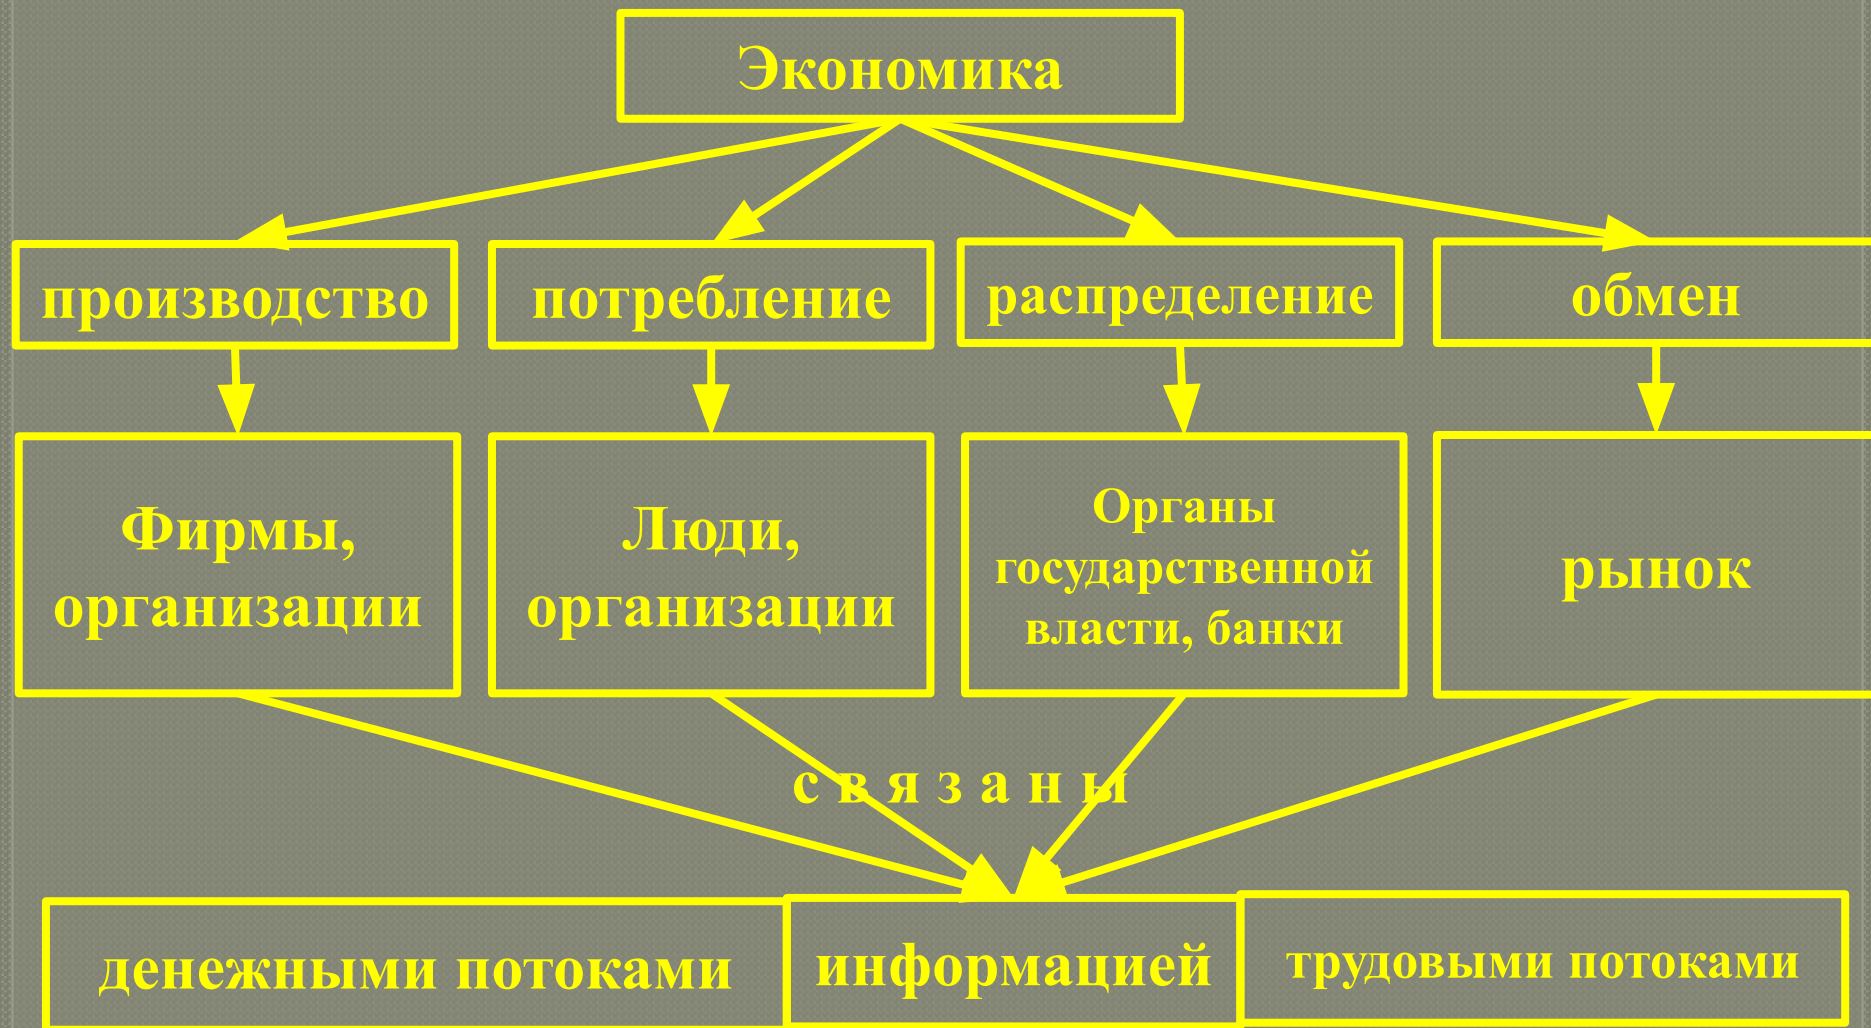 Экономика
производство
потребление
распределение
обмен
Фирмы,
организации
Люди,
организации
Органы
государственной
власти, банки
рынок
с в я з а н ы
денежными потоками
информацией
трудовыми потоками